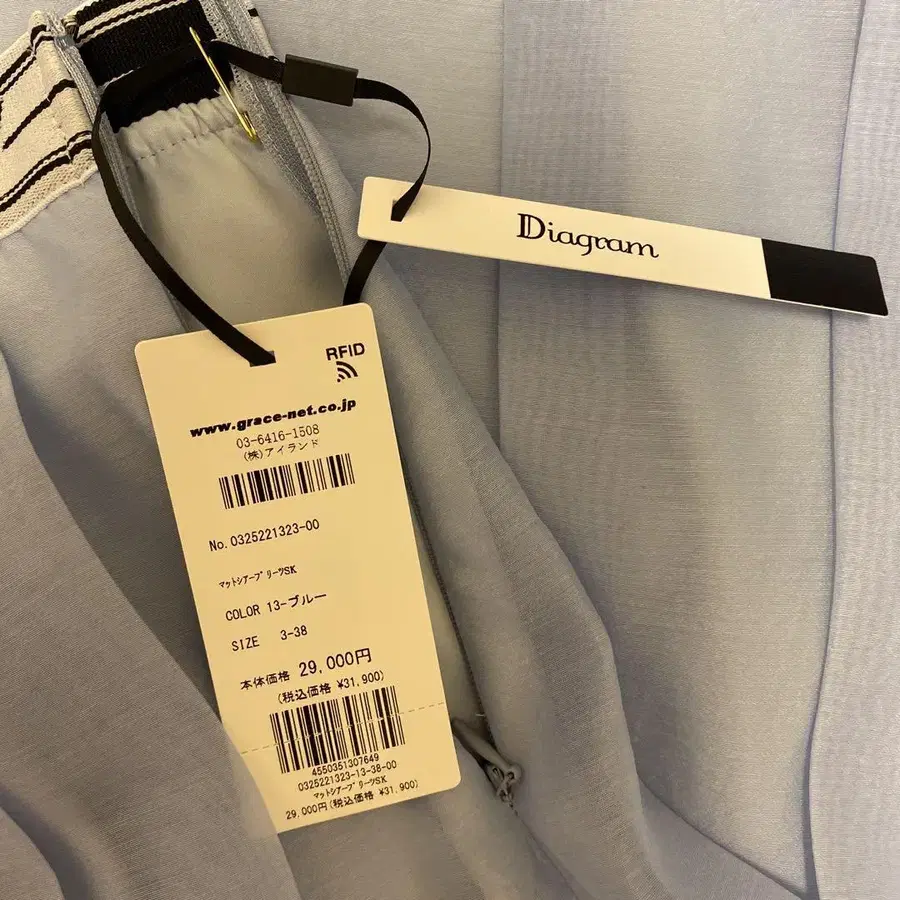 Diagram
RFID
www.grace-net.co.jp
03-6416-1508
(株)アイランド
No.0325221323-00
マットシアープリーツSK
COLOR 13-ブルー
SIZE 3-38
本体価格 29,000円
(税込価格 ¥31,900)
4550351307649
0325221323-13-38-00
マットシアープリーツSK
29,000円(税込価格 ¥31,900)